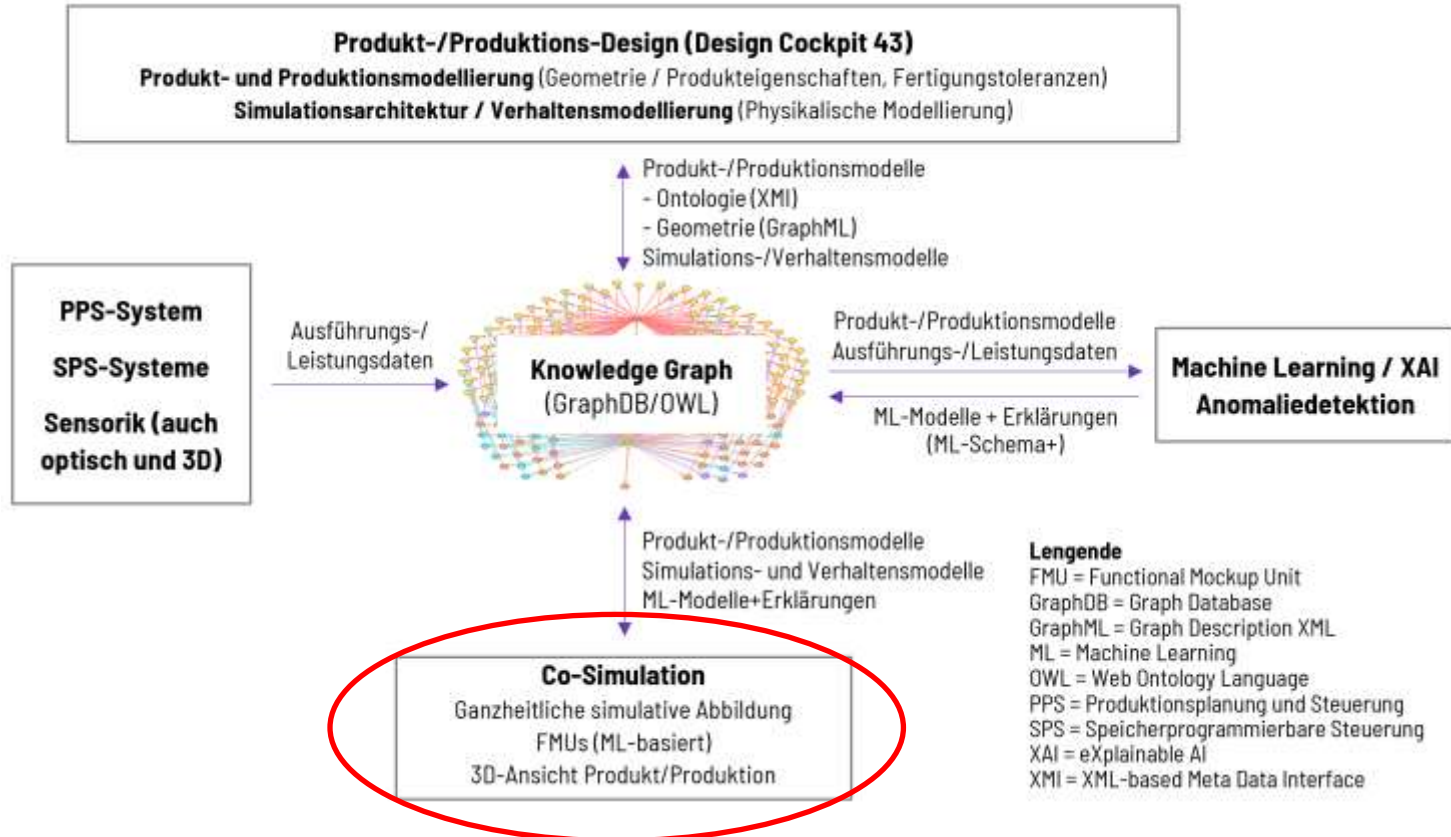 Produkt-/Produktions-Design (Design Cockpit 43)
Produkt- und Produktionsmodellierung (Geometrie / Produkteigenschaften, Fertigungstoleranzen)
Simulationsarchitektur / Verhaltensmodellierung (Physikalische Modellierung)
Produkt-/Produktionsmodelle
- Ontologie (XMI)
- Geometrie (GraphML)
Simulations-/Verhaltensmodelle
PPS-System
SPS-Systeme
Sensorik (auch
optisch und 3D)
Ausführungs-/
Leistungsdaten
Knowledge Graph
(GraphDB/OWL)
Produkt-/Produktionsmodelle
Ausführungs-/Leistungsdaten
ML-Modelle + Erklärungen
(ML-Schema+)
Machine Learning / XAI
Anomaliedetektion
Produkt-/Produktionsmodelle
Simulations- und Verhaltensmodelle
ML-Modelle+Erklärungen
Co-Simulation
Ganzheitliche simulative Abbildung
FMUs (ML-basiert)
3D-Ansicht Produkt/Produktion
Lengende
FMU = Functional Mockup Unit
GraphDB = Graph Database
GraphML = Graph Description XML
ML = Machine Learning
OWL = Web Ontology Language
PPS = Produktionsplanung und Steuerung
SPS = Speicherprogrammierbare Steuerung
XAI = eXplainable AI
XMI = XML-based Meta Data Interface